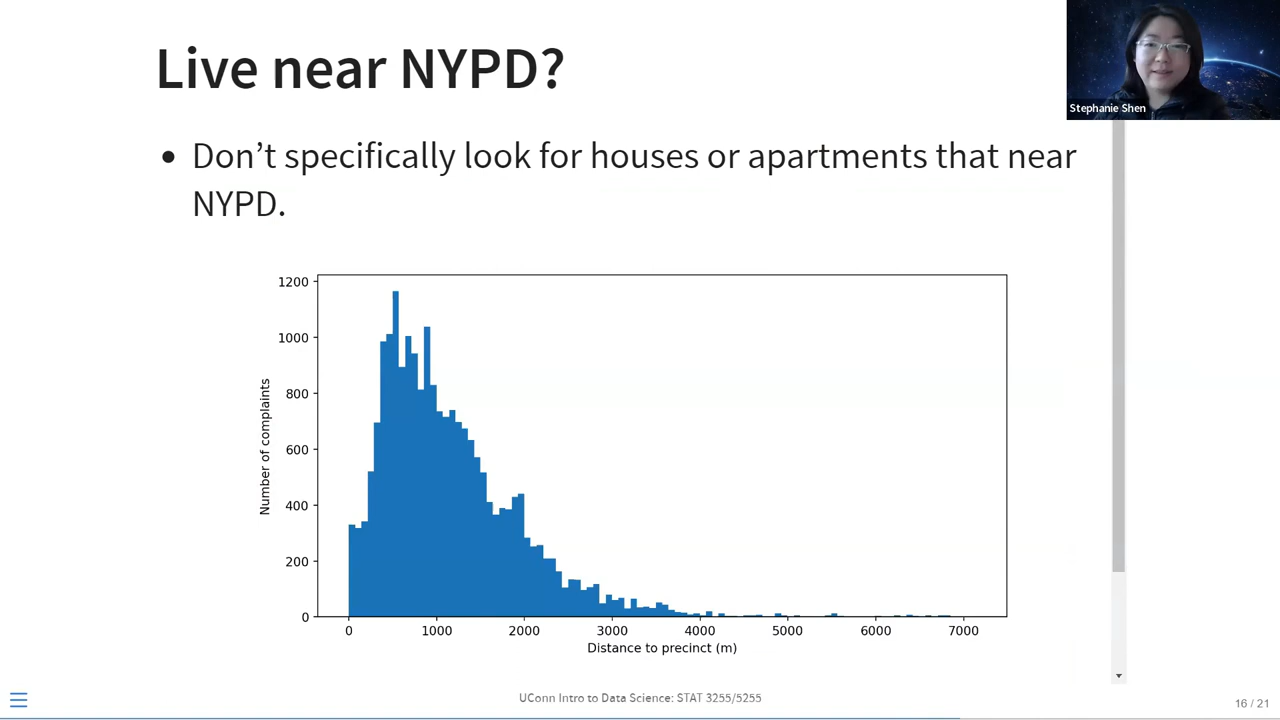 Live near NYPD?
Stephanie Shen
• Don’t specifically look for houses or apartments that near
NYPD.
1200
1000
800
600
400
200
0
Number of complaints
0 1000 2000 3000 4000 5000 6000 7000
Distance to precinct (m)
UConn Intro to Data Science: STAT 3255/5255
16 / 21